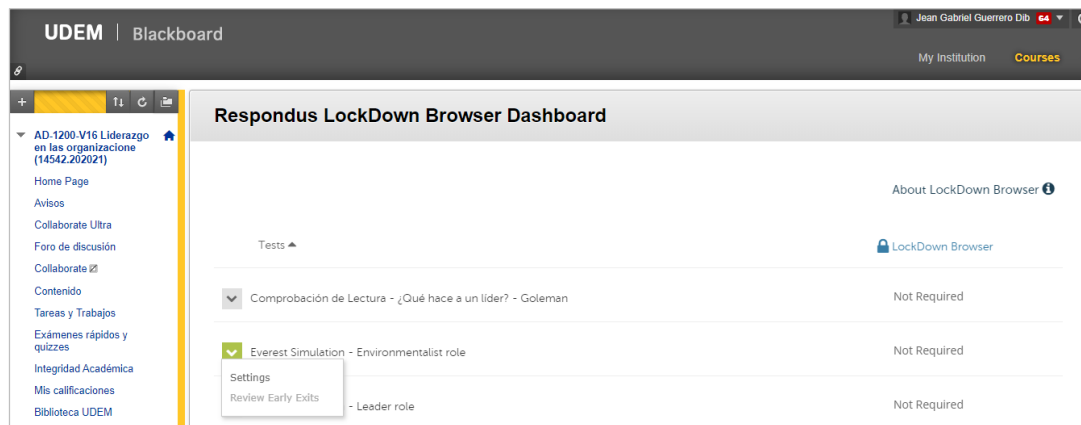 UDEM | Blackboard
Jean Gabriel Guerrero Dib 64
My Institution Courses
AD-1200-V16 Liderazgo
en las organizacione
(14542.202021)
Home Page
Avisos
Collaborate Ultra
Foro de discusión
Collaborate
Contenido
Tareas y Trabajos
Exámenes rápidos y
quizzes
Integridad Académica
Mis calificaciones
Biblioteca UDEM
Respondus LockDown Browser Dashboard
About LockDown Browser
Tests LockDown Browser
Comprobación de Lectura - ¿Qué hace a un líder? - Goleman Not Required
Everest Simulation - Environmentalist role Not Required
Settings
Review Early Exits
- Leader role Not Required